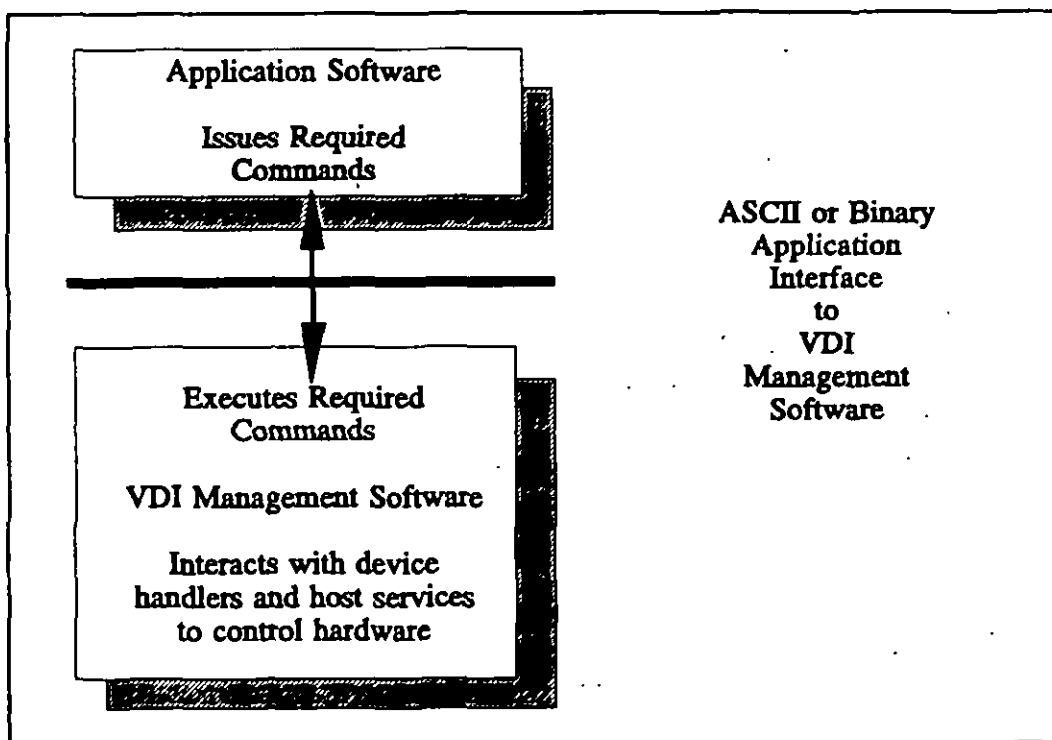 Application Software
Issues Required
Commands
Executes Required
Commands
VDI Management Software
Interacts with device
handlers and host services
to control hardware
ASCII or Binary
Application
Interface
to
VDI
Management
Software